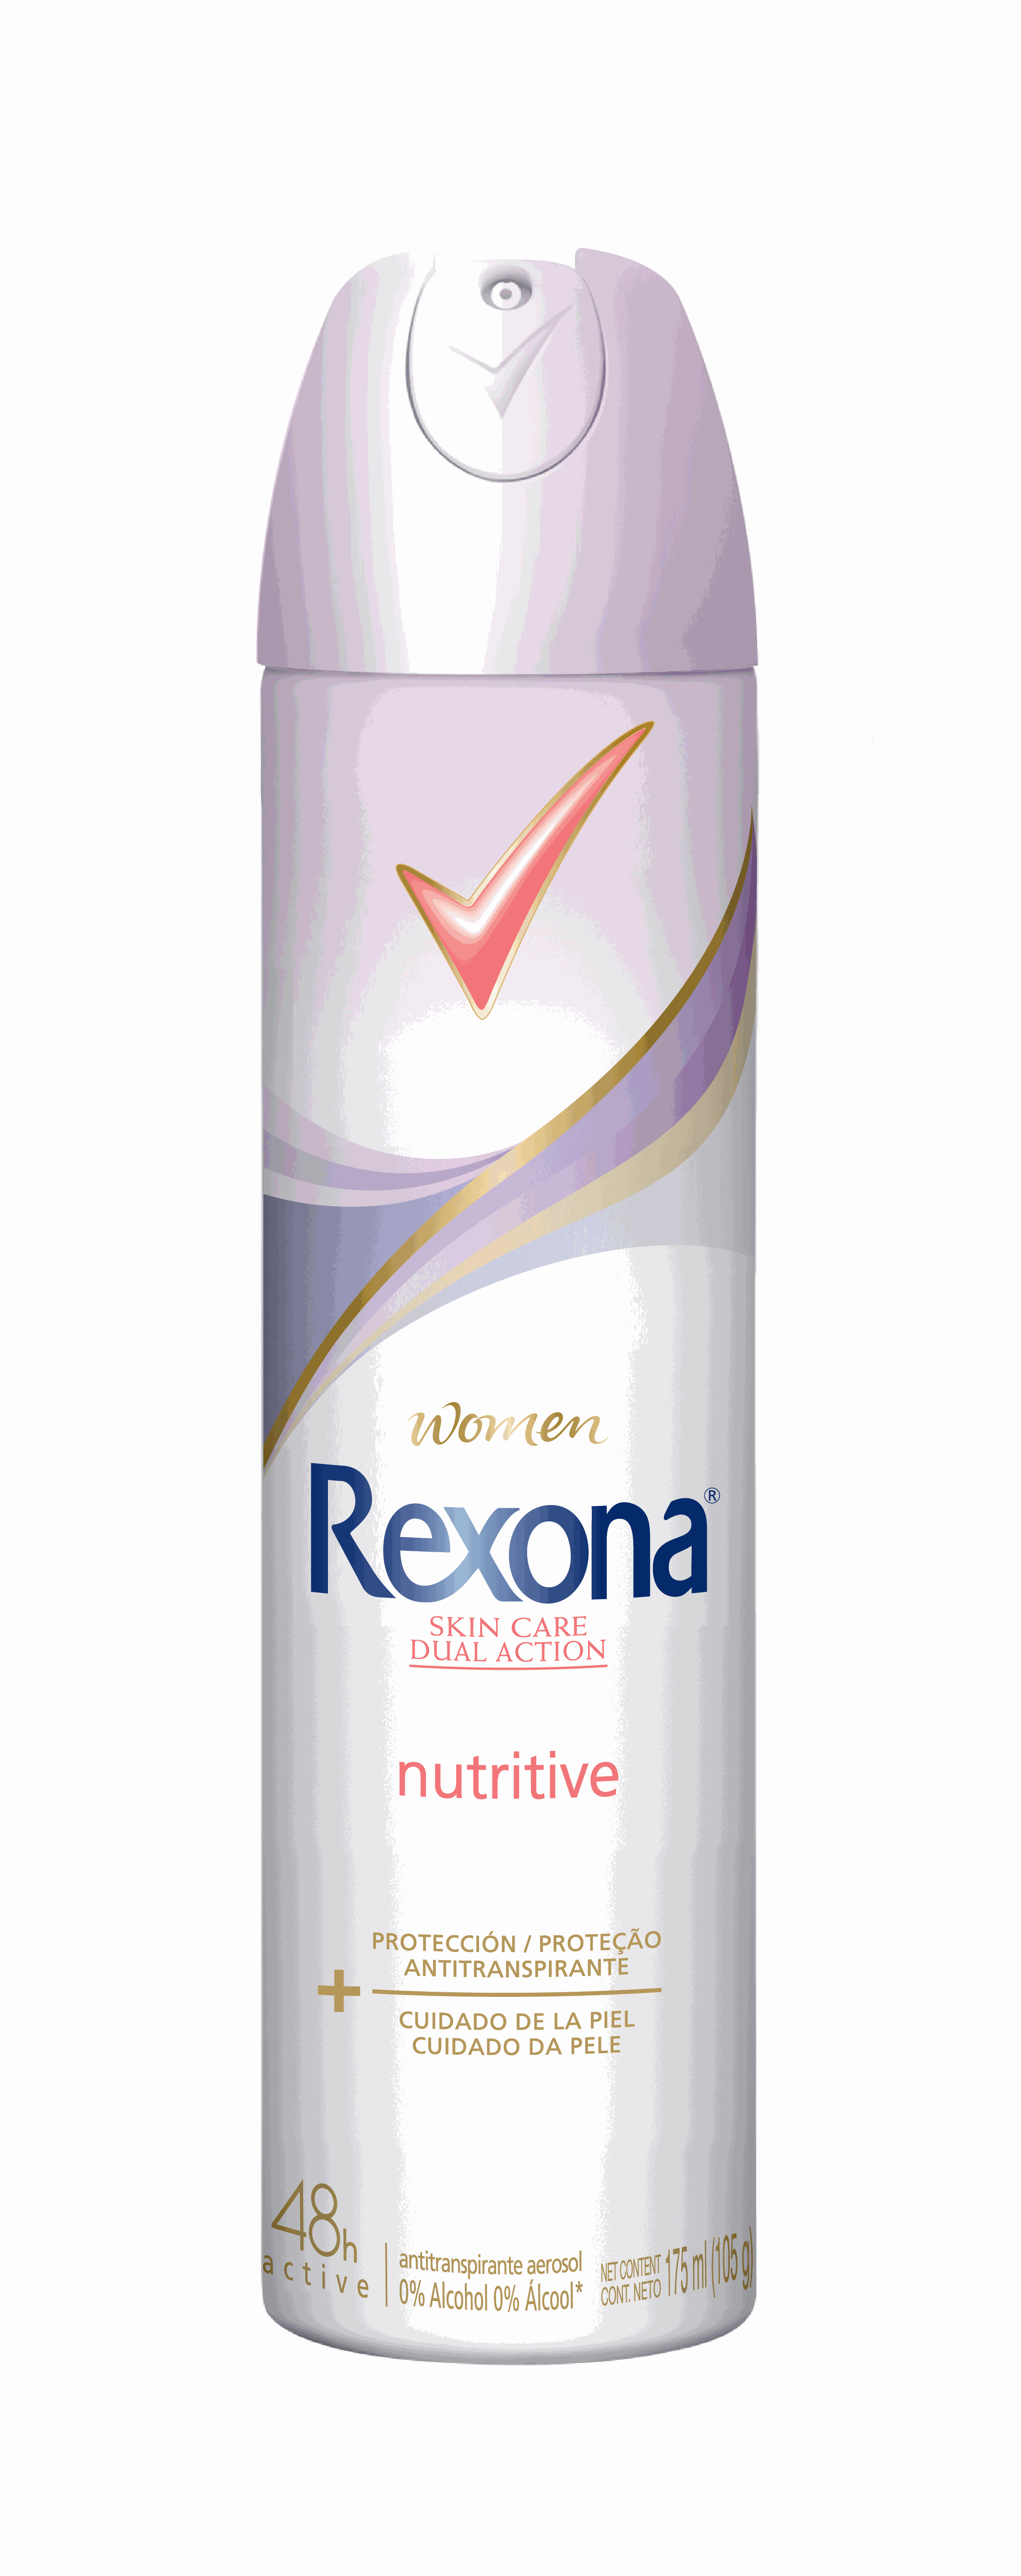 women
Rexona®
SKIN CARE
DUAL ACTION
nutritive
PROTECCIÓN / PROTEÇÃO
ANTITRANSPIRANTE
+
CUIDADO DE LA PIEL
CUIDADO DA PELE
48h
active
antitranspirante aerosol
0% Alcohol 0% Álcool*
NET CONTENT
CONT. NETO
175 ml (105 g)